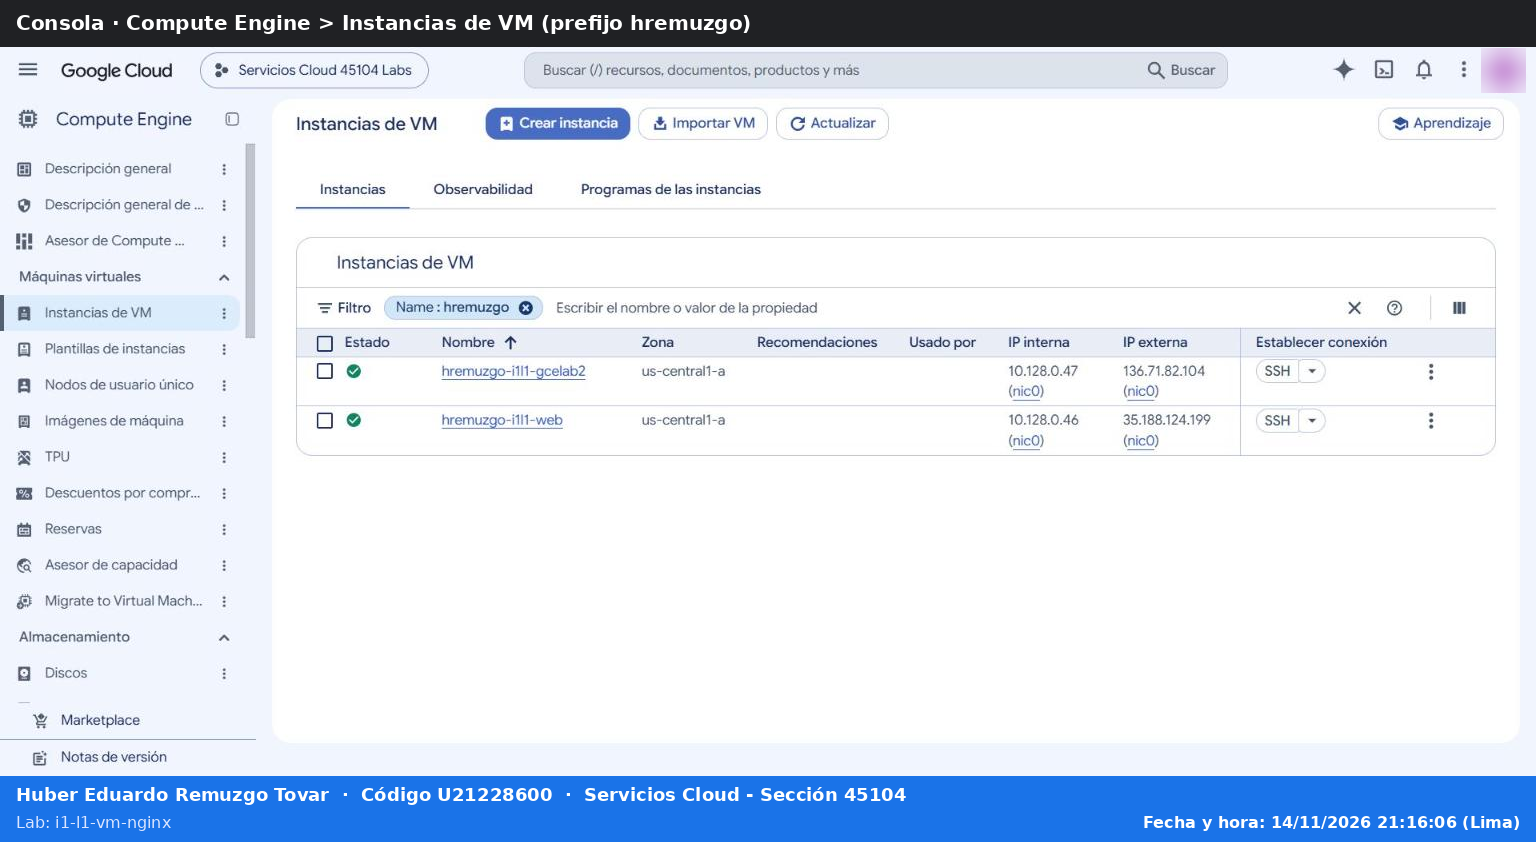 Consola · Compute Engine > Instancias de VM (prefijo hremuzgo)
Google Cloud
Servicios Cloud 45104 Labs
Buscar (/) recursos, documentos, productos y más
Buscar
Compute Engine
Descripción general
Descripción general de ...
Asesor de Compute ...
Máquinas virtuales
Instancias de VM
Plantillas de instancias
Nodos de usuario único
Imágenes de máquina
TPU
Descuentos por compr...
Reservas
Asesor de capacidad
Migrate to Virtual Mach...
Almacenamiento
Discos
Marketplace
Notas de versión
Instancias de VM
Crear instancia
Importar VM
Actualizar
Aprendizaje
Instancias Observabilidad Programas de las instancias
Instancias de VM
Filtro Name : hremuzgo Escribir el nombre o valor de la propiedad
Estado Nombre Zona Recomendaciones Usado por IP interna IP externa Establecer conexión
hremuzgo-i1l1-gcelab2 us-central1-a 10.128.0.47 136.71.82.104 SSH
(nic0) (nic0)
hremuzgo-i1l1-web us-central1-a 10.128.0.46 35.188.124.199 SSH
(nic0) (nic0)
Huber Eduardo Remuzgo Tovar · Código U21228600 · Servicios Cloud - Sección 45104
Lab: i1-l1-vm-nginx
Fecha y hora: 14/11/2026 21:16:06 (Lima)